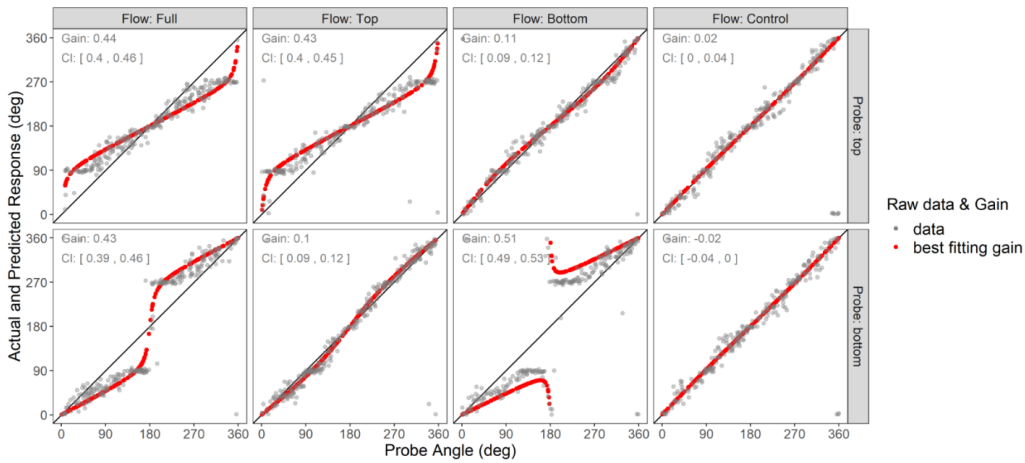 Flow: Full Flow: Top Flow: Bottom Flow: Control
360 Gain: 0.44 Gain: 0.43 Gain: 0.11 Gain: 0.02
CI: [ 0.4 , 0.46 ] CI: [ 0.4 , 0.45 ] CI: [ 0.09 , 0.12 ] CI: [ 0 , 0.04 ]
270
180
90
0
Probe: top
360 Gain: 0.43 Gain: 0.1 Gain: 0.51 Gain: -0.02
CI: [ 0.39 , 0.46 ] CI: [ 0.09 , 0.12 ] CI: [ 0.49 , 0.53 ] CI: [ -0.04 , 0 ]
270
180
90
0
Probe: bottom
0 90 180 270 360 0 90 180 270 360 0 90 180 270 360 0 90 180 270 360
Probe Angle (deg)
Actual and Predicted Response (deg)
Raw data & Gain
data
best fitting gain